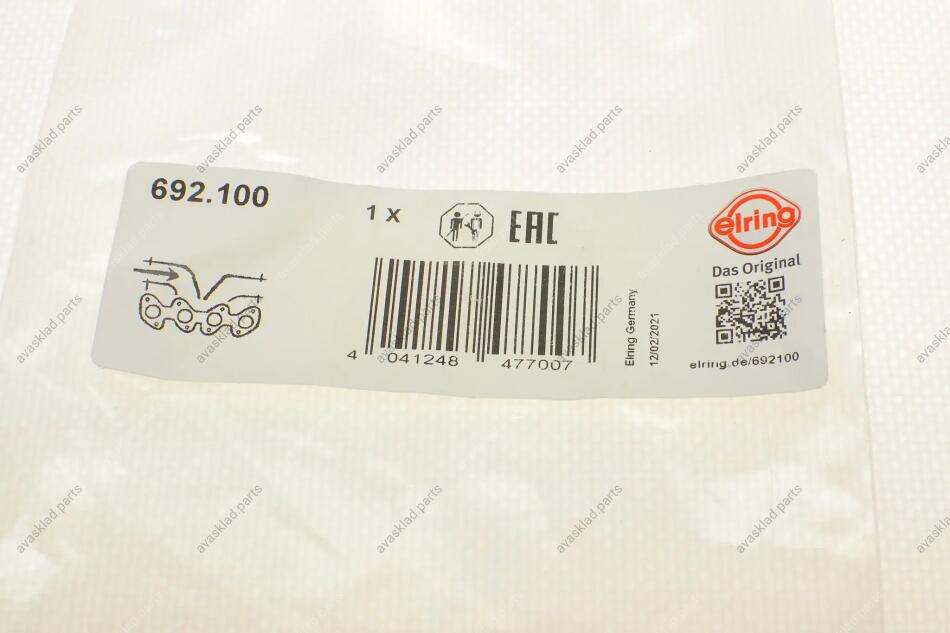 692.100
1 x
EAC
elring
Das Original
4 041248 477007
Elring Germany
12/02/2021
elring.de/692100
avasklad.parts